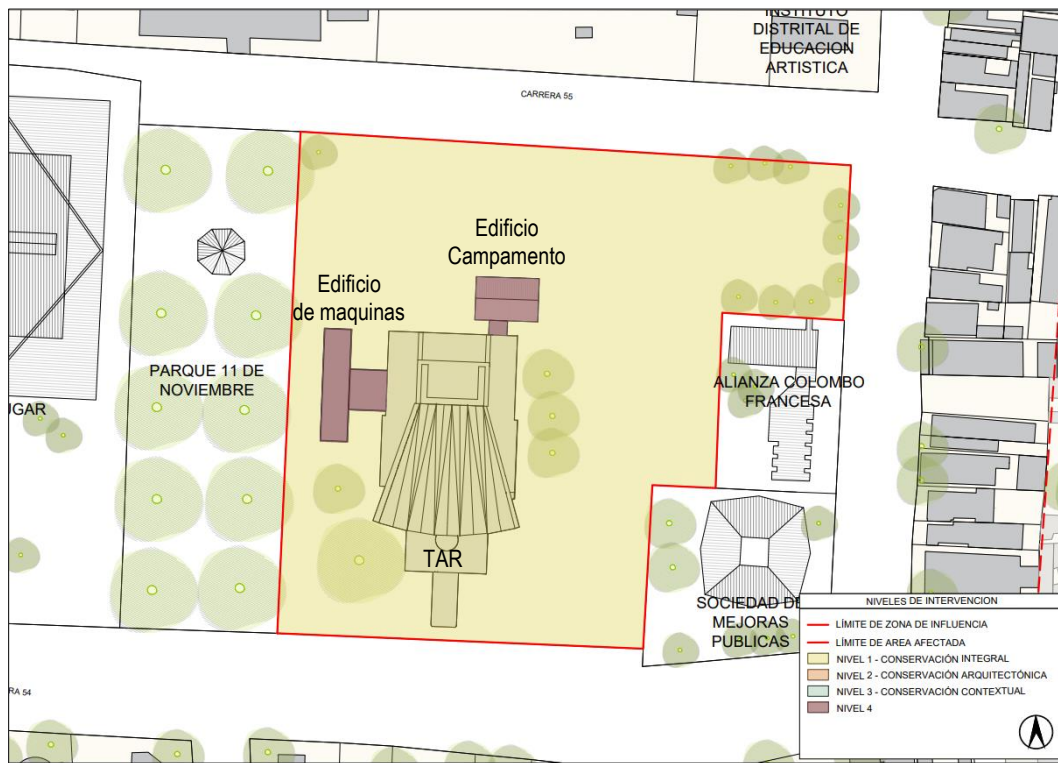 INSTITUTO
DISTRITAL DE
EDUCACION
ARTISTICA
CARRERA 55
Edificio
Campamento
Edificio
de maquinas
PARQUE 11 DE
NOVIEMBRE
UGAR
ALIANZA COLOMBO
FRANCESA
TAR
SOCIEDAD DE
MEJORAS
PUBLICAS
RA 54
NIVELES DE INTERVENCION
LÍMITE DE ZONA DE INFLUENCIA
LÍMITE DE AREA AFECTADA
NIVEL 1 - CONSERVACIÓN INTEGRAL
NIVEL 2 - CONSERVACIÓN ARQUITECTÓNICA
NIVEL 3 - CONSERVACIÓN CONTEXTUAL
NIVEL 4